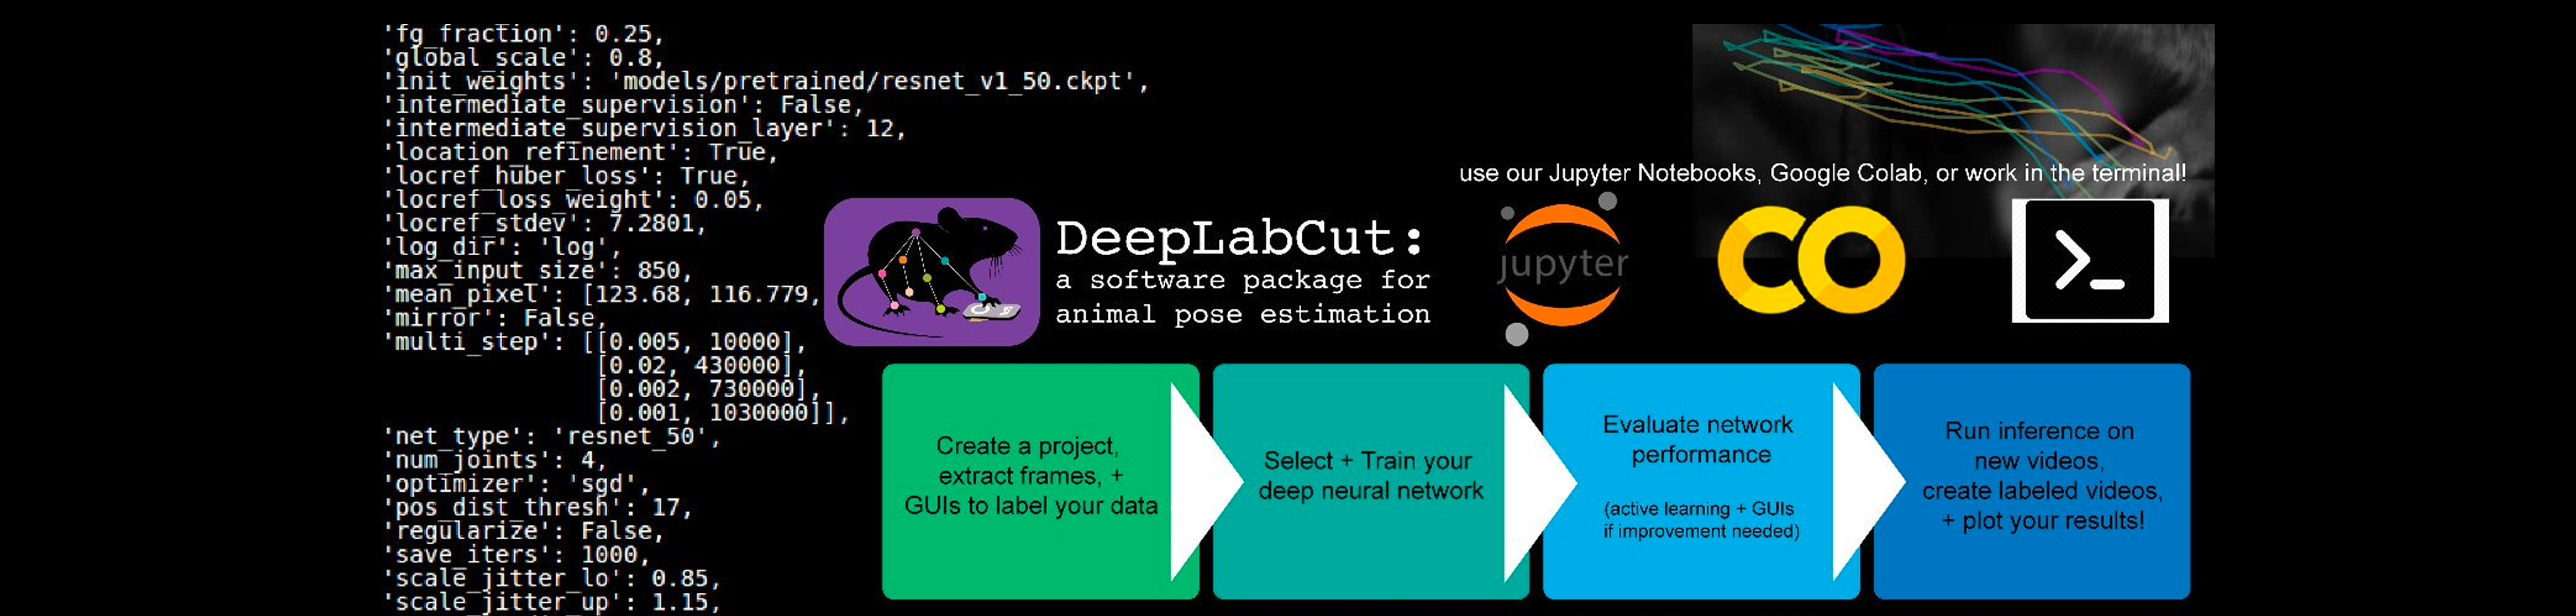 'fg_fraction': 0.25,
'global_scale': 0.8,
'init_weights': 'models/pretrained/resnet_v1_50.ckpt',
'intermediate_supervision': False,
'intermediate_supervision_layer': 12,
'location_refinement': True,
'locref_huber_loss': True,
'locref_loss_weight': 0.05,
'locref_stdev': 7.2801,
'log_dir': 'log',
'max_input_size': 850,
'mean_pixel': [123.68, 116.779,
'mirror': False,
'multi_step': [[0.005, 10000],
[0.02, 430000],
[0.002, 730000],
[0.001, 1030000]],
'net_type': 'resnet_50',
'num_joints': 4,
'optimizer': 'sgd',
'pos_dist_thresh': 17,
'regularize': False,
'save_iters': 1000,
'scale_jitter_lo': 0.85,
'scale_jitter_up': 1.15,
DeepLabCut:
a software package for
animal pose estimation
use our Jupyter Notebooks, Google Colab, or work in the terminal!
jupyter
CO
>_
Create a project,
extract frames, +
GUIs to label your data
Select + Train your
deep neural network
Evaluate network
performance
(active learning + GUIs
if improvement needed)
Run inference on
new videos,
create labeled videos,
+ plot your results!